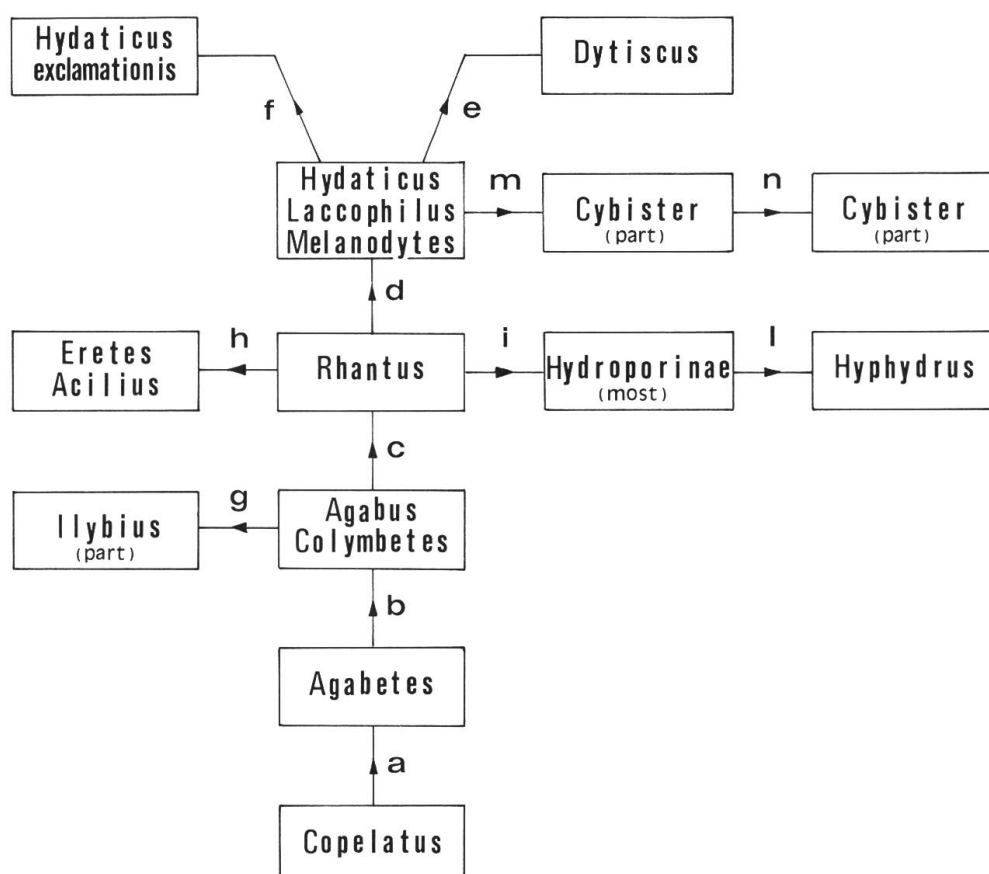 Hydaticus
exclamationis
Dytiscus
f
e
Hydaticus
Laccophilus
Melanodytes
m
Cybister
(part)
n
Cybister
(part)
d
Eretes
Acilius
h
Rhantus
i
Hydroporinae
(most)
l
Hyphydrus
c
Ilybius
(part)
g
Agabus
Colymbetes
b
Agabetes
a
Copelatus